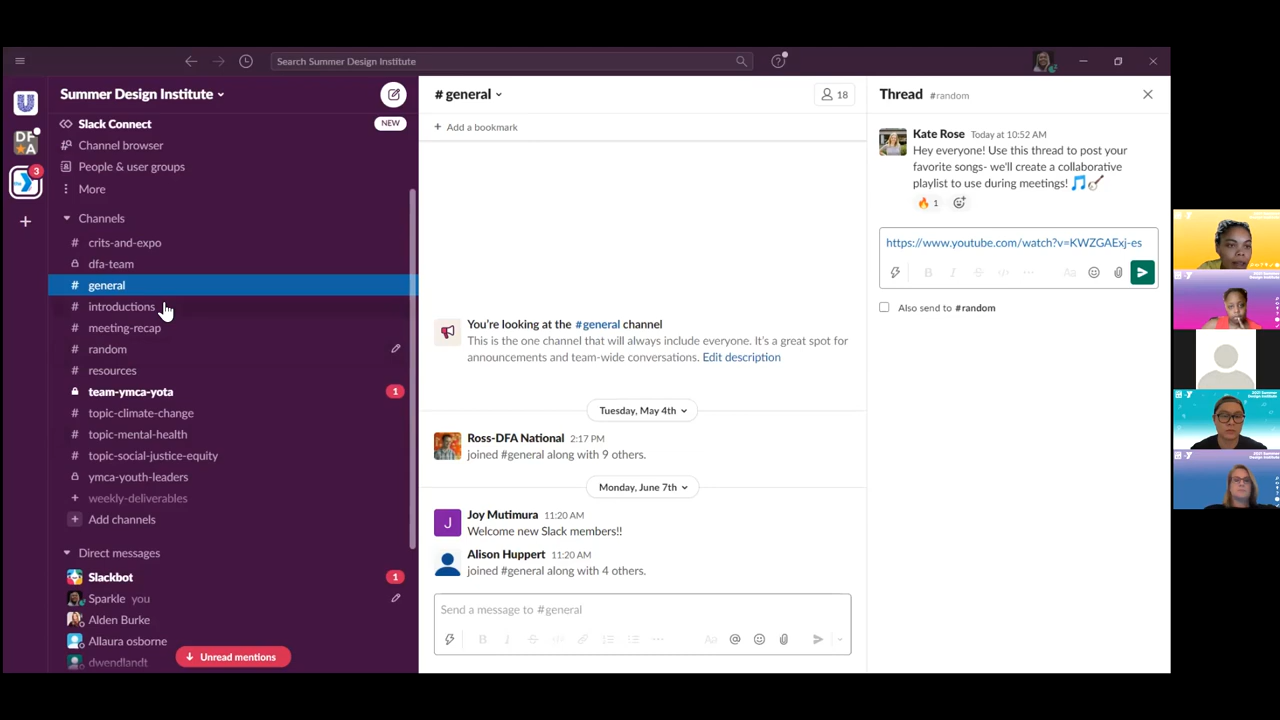 Search Summer Design Institute
Summer Design Institute
Slack Connect
NEW
Channel browser
People & user groups
More
Channels
# crits-and-expo
dfa-team
# general
# introductions
# meeting-recap
# random
# resources
team-ymca-yota
1
# topic-climate-change
# topic-mental-health
# topic-social-justice-equity
ymca-youth-leaders
+ weekly-deliverables
+ Add channels
Direct messages
Slackbot
1
Sparkle you
Alden Burke
Allaura osborne
dwendlandt
Unread mentions
DF
A
3
# general
18
+ Add a bookmark
You're looking at the #general channel
This is the one channel that will always include everyone. It's a great spot for
announcements and team-wide conversations. Edit description
Tuesday, May 4th
Ross-DFA National 2:17 PM
joined #general along with 9 others.
Monday, June 7th
J
Joy Mutimura 11:20 AM
Welcome new Slack members!!
Alison Huppert 11:20 AM
joined #general along with 4 others.
Send a message to #general
B I S Aa @
Thread #random
Kate Rose Today at 10:52 AM
Hey everyone! Use this thread to post your
favorite songs- we'll create a collaborative
playlist to use during meetings! 🎵🪕
🔥 1
https://www.youtube.com/watch?v=KWZGAExj-es
B I S Aa
Also send to #random